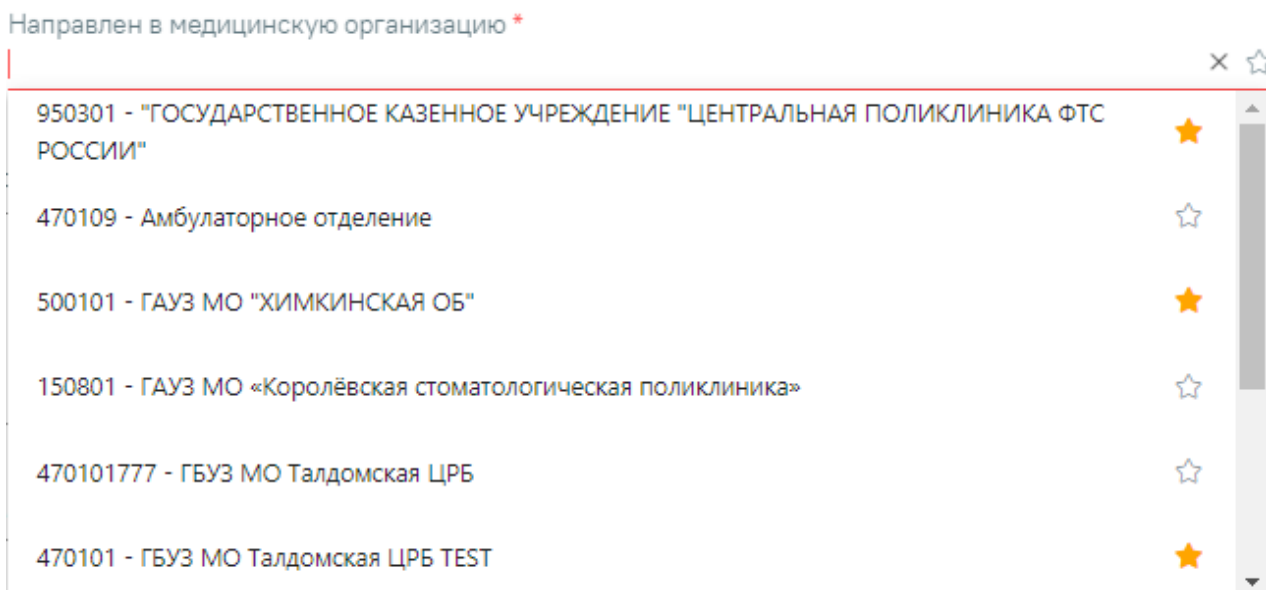 Направлен в медицинскую организацию *
950301 - "ГОСУДАРСТВЕННОЕ КАЗЕННОЕ УЧРЕЖДЕНИЕ "ЦЕНТРАЛЬНАЯ ПОЛИКЛИНИКА ФТС
РОССИИ"
470109 - Амбулаторное отделение
500101 - ГАУЗ МО "ХИМКИНСКАЯ ОБ"
150801 - ГАУЗ МО «Королёвская стоматологическая поликлиника»
470101777 - ГБУЗ МО Талдомская ЦРБ
470101 - ГБУЗ МО Талдомская ЦРБ TEST